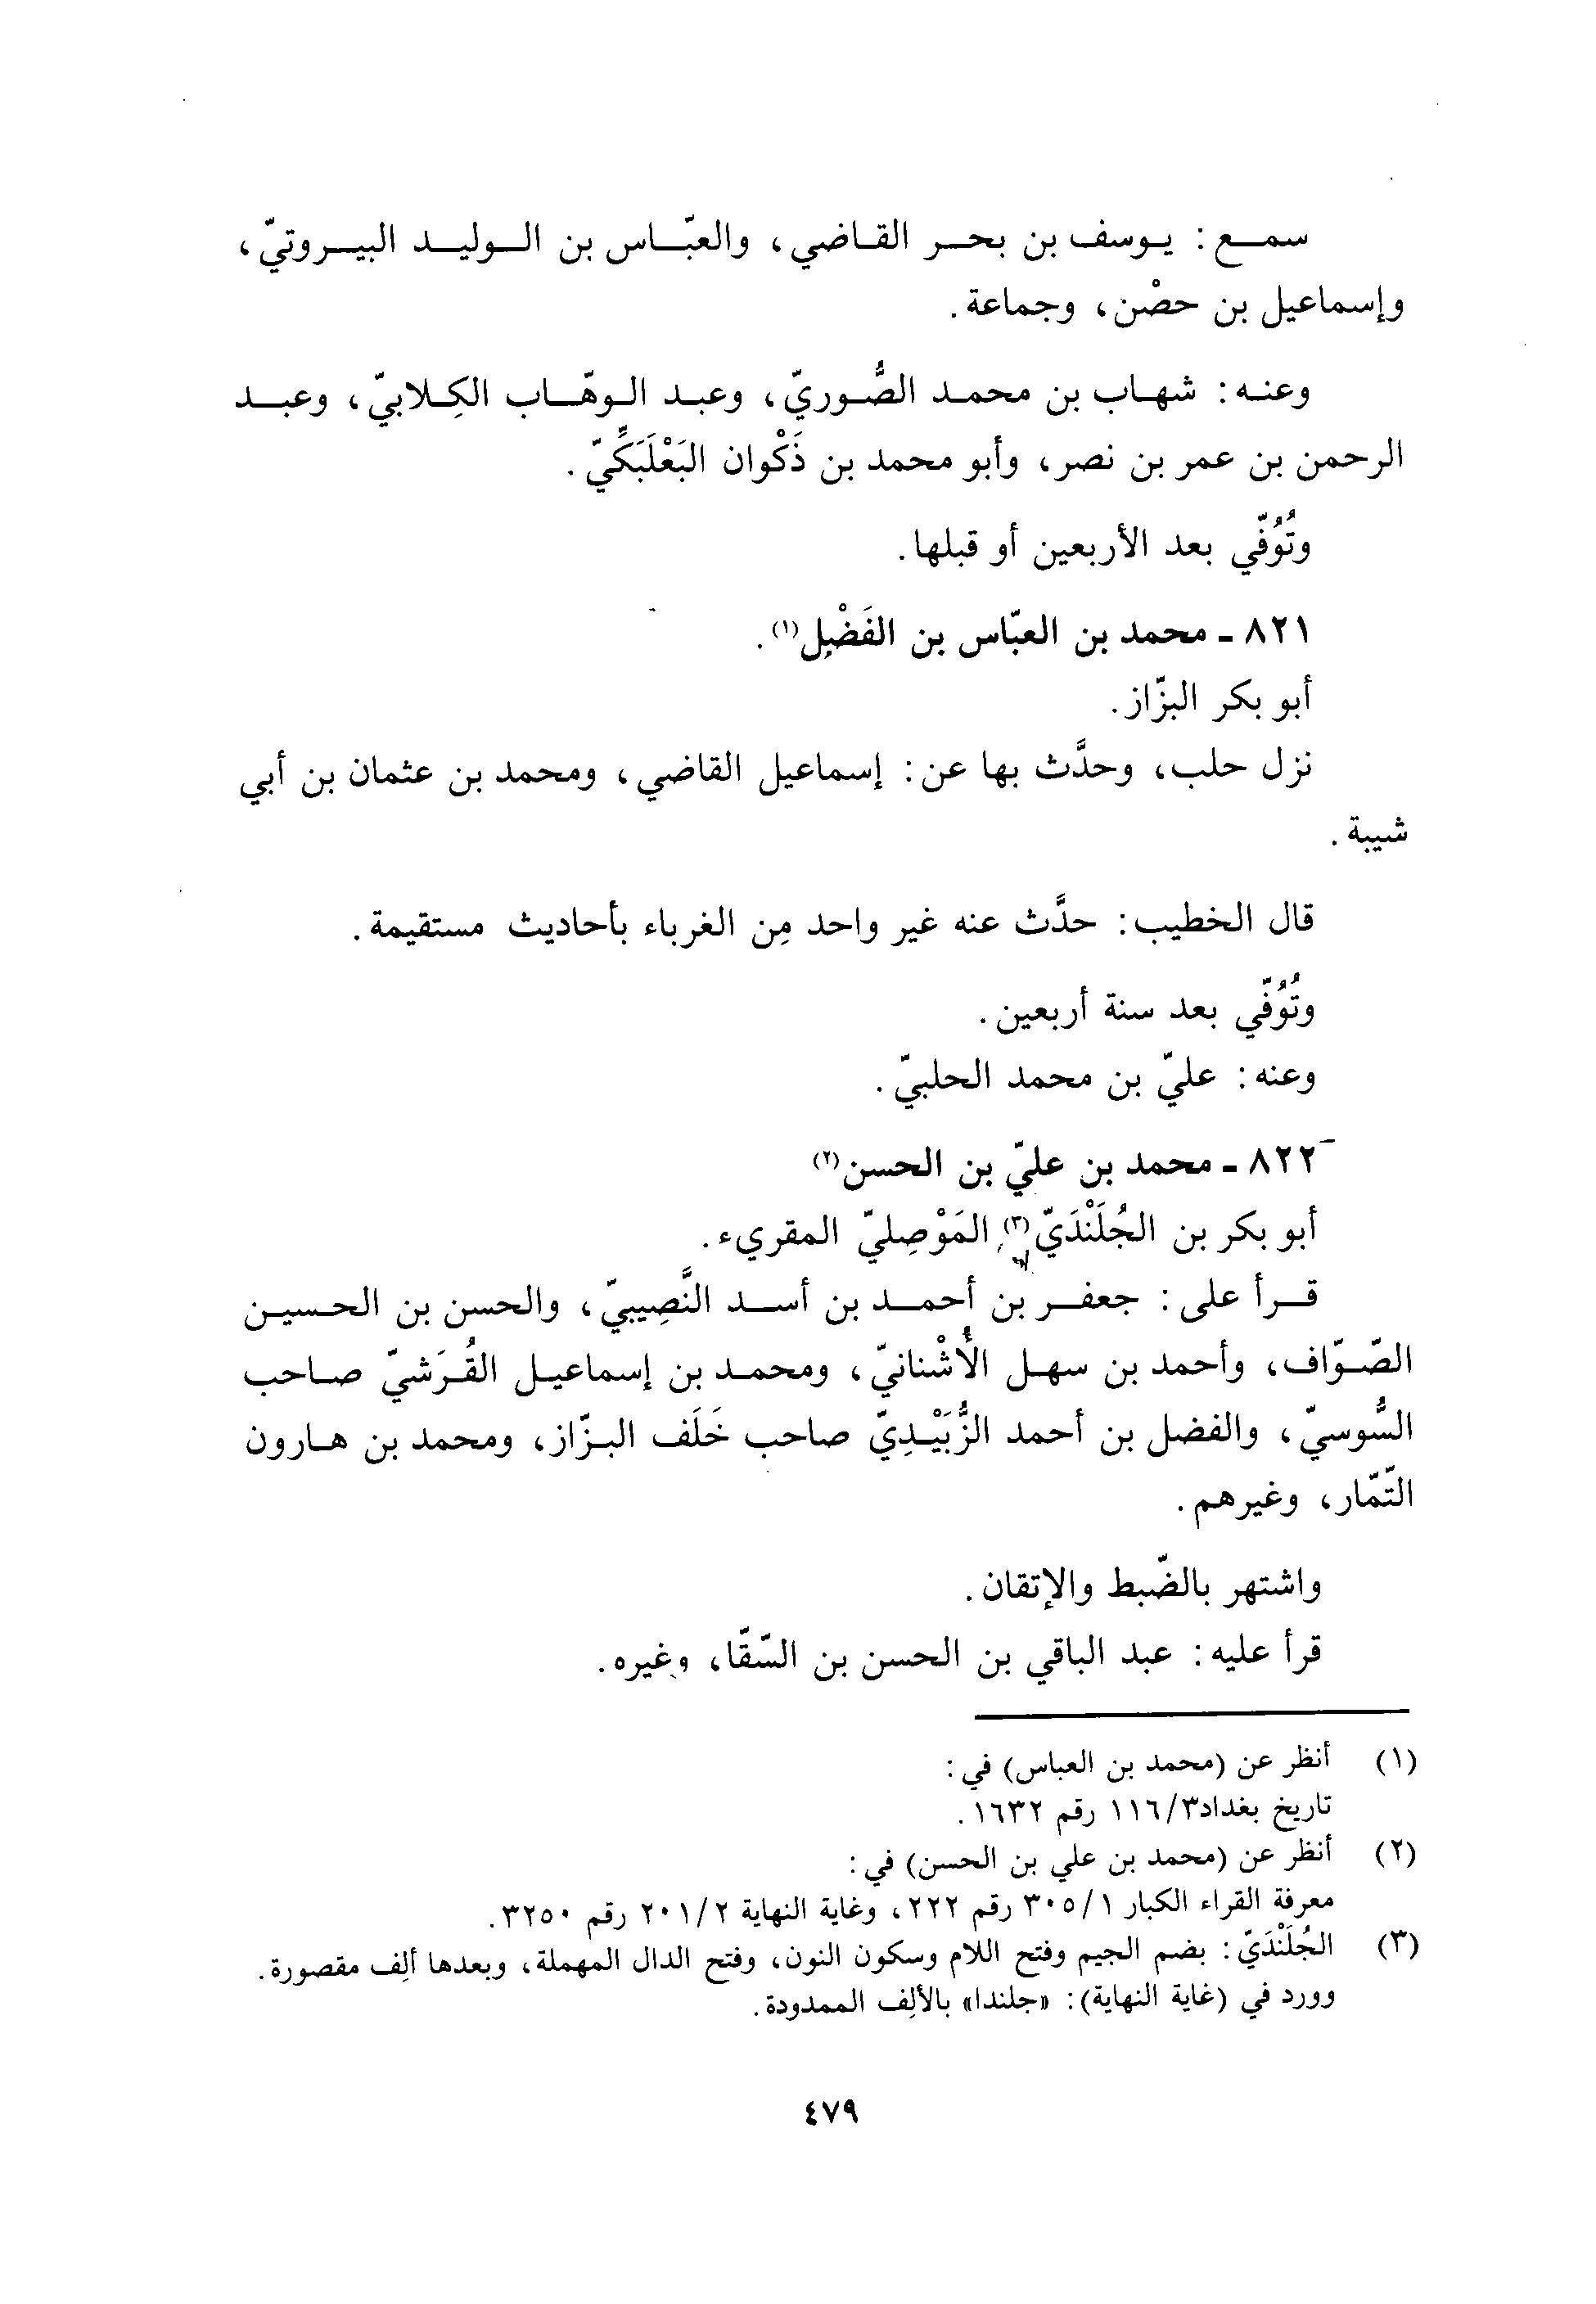 سمع : يوسف بن بحر القاضي، والعبّاس بن الوليد البيروتيّ،
وإسماعيل بن حصْن، وجماعة.
وعنه : شهاب بن محمد الصُّوريّ، وعبد الوهّاب الكِلابيّ، وعبد
الرحمن بن عمر بن نصر، وأبو محمد بن ذَكْوان البَعْلَبَكِّيّ.
وتُوُفّي بعد الأربعين أو قبلها.
٨٢١ ـ محمد بن العبّاس بن الفَضْل(١).
أبو بكر البزّاز.
نزل حلب، وحدَّث بها عن : إسماعيل القاضي، ومحمد بن عثمان بن أبي
شيبة.
قال الخطيب : حدَّث عنه غير واحد مِن الغرباء بأحاديث مستقيمة.
وتُوُفّي بعد سنة أربعين.
وعنه : عليّ بن محمد الحلبيّ.
٨٢٢ ـ محمد بن عليّ بن الحسن(٢)
أبو بكر بن الجُلَنْدَيّ(٣) المَوْصِليّ المقريء.
قرأ على : جعفر بن أحمد بن أسد النَّصِيبيّ، والحسن بن الحسين
الصّوّاف، وأحمد بن سهل الأُشْنانيّ، ومحمد بن إسماعيل القُرَشيّ صاحب
السُّوسيّ، والفضل بن أحمد الزُّبَيْدِيّ صاحب خَلَف البزّاز، ومحمد بن هارون
التّمّار، وغيرهم.
واشتهر بالضّبط والإتقان.
قرأ عليه : عبد الباقي بن الحسن بن السّقّا، وغيره.
(١) أنظر عن (محمد بن العباس) في :
تاريخ بغداد٣/١١٦ رقم ١٦٣٢.
(٢) أنظر عن (محمد بن علي بن الحسن) في :
معرفة القراء الكبار ١/٣٠٥ رقم ٢٢٢، وغاية النهاية ٢٠١/٢ رقم ٣٢٥٠.
(٣) الجُلَنْدَيّ : بضم الجيم وفتح اللام وسكون النون، وفتح الدال المهملة، وبعدها ألِف مقصورة.
وورد في (غاية النهاية) : «جلندا» بالألِف الممدودة.
٤٧٩